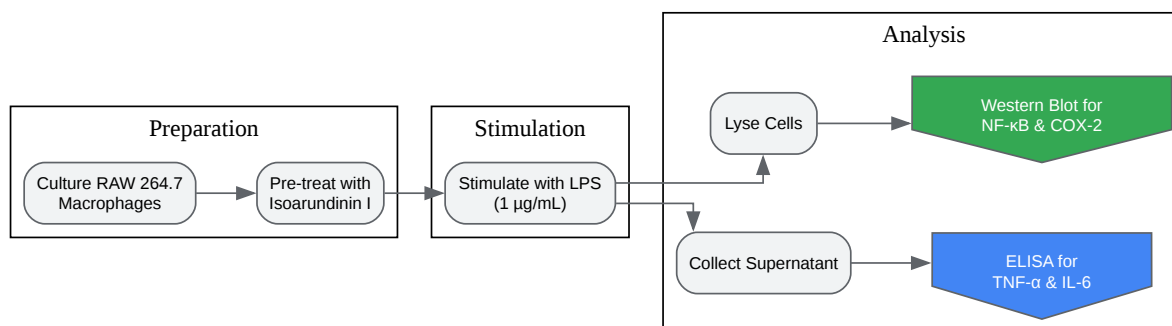 Preparation
Culture RAW 264.7
Macrophages
Pre-treat with
Isoarundinin I
Stimulation
Stimulate with LPS
(1 µg/mL)
Analysis
Lyse Cells
Western Blot for
NF-κB & COX-2
Collect Supernatant
ELISA for
TNF-α & IL-6